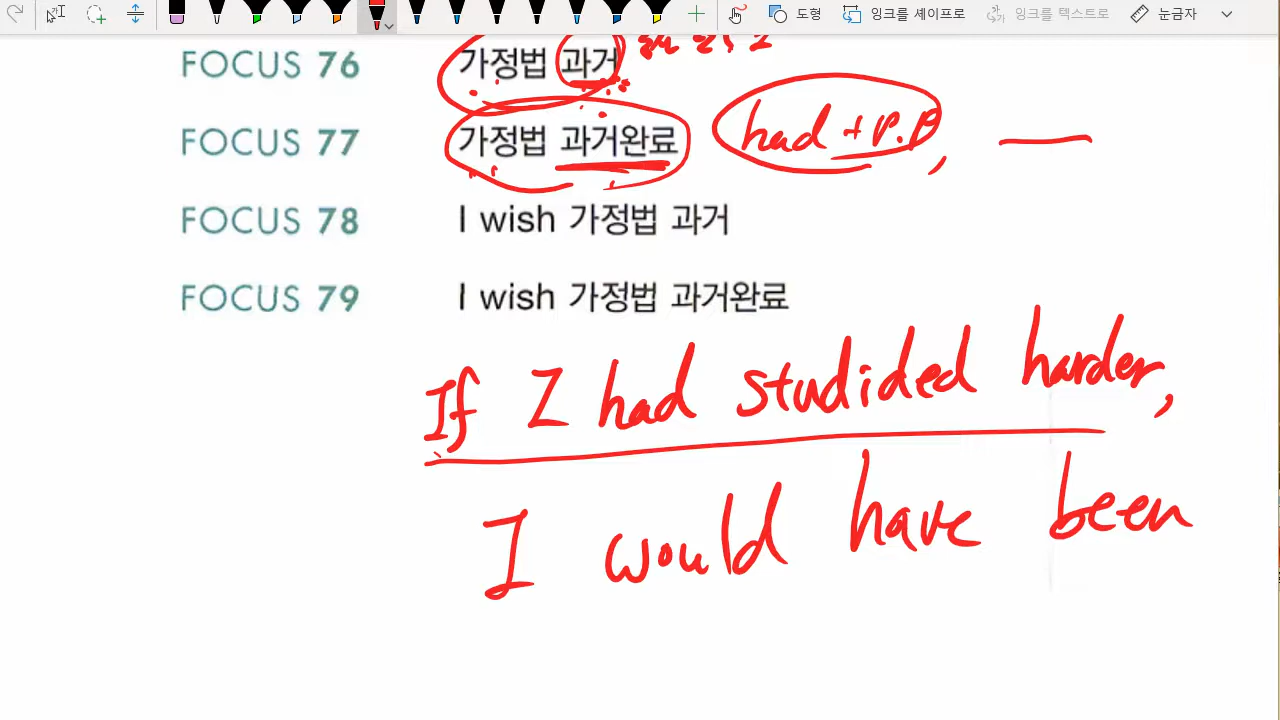 도형 잉크를 셰이프로 잉크를 텍스트로 눈금자
FOCUS 76 가정법 과거
FOCUS 77 가정법 과거완료 had + P.P,
FOCUS 78 I wish 가정법 과거
FOCUS 79 I wish 가정법 과거완료
If I had studided harder,
I would have been